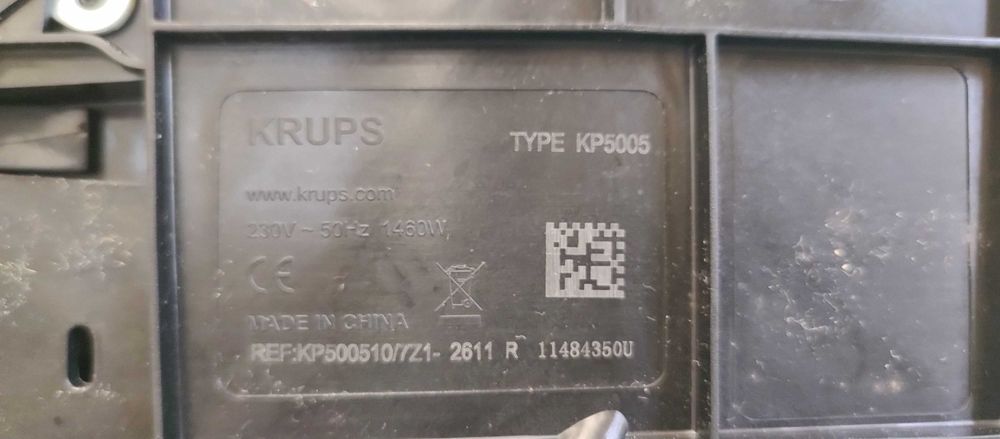 KRUPS
TYPE KP5005
www.krups.com
230V ~ 50Hz 1460W
CE
MADE IN CHINA
REF:KP500510/7Z1- 2611 R 11484350U